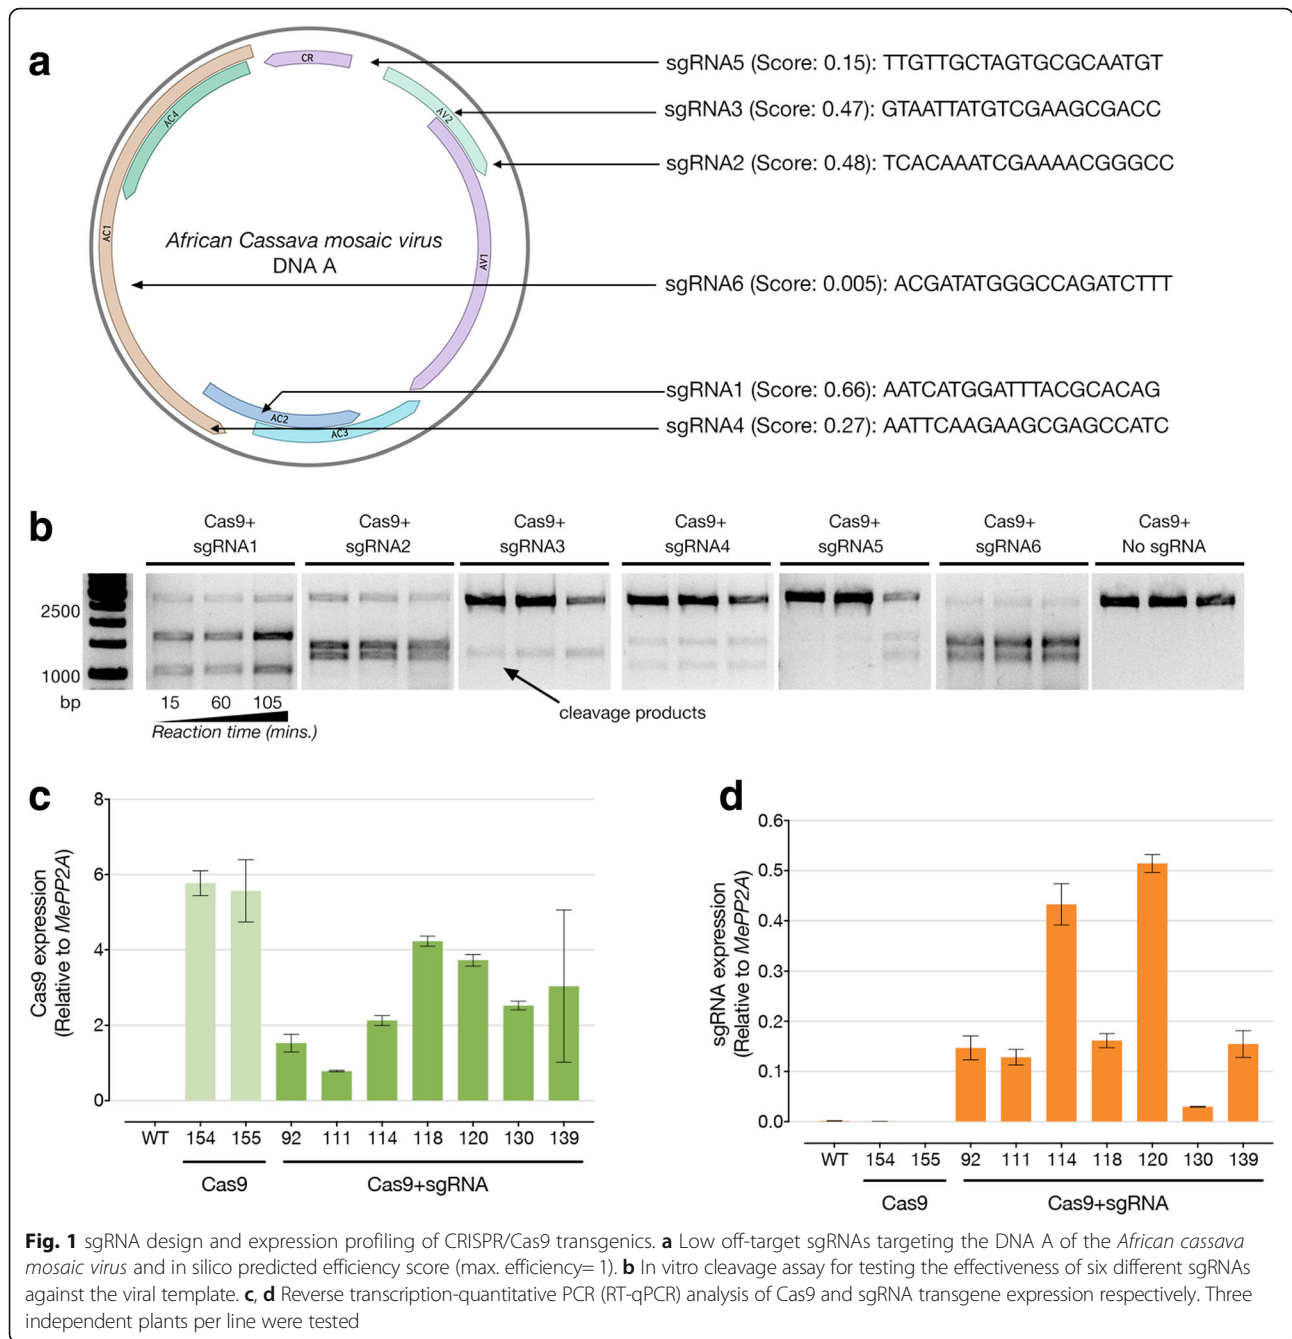 a
CR
AC4
AV2
AC1
AV1
AC2
AC3
African Cassava mosaic virus
DNA A
sgRNA5 (Score: 0.15): TTGTTGCTAGTGCGCAATGT
sgRNA3 (Score: 0.47): GTAATTATGTCGAAGCGACC
sgRNA2 (Score: 0.48): TCACAAATCGAAAACGGGCC
sgRNA6 (Score: 0.005): ACGATATGGGCCAGATCTTT
sgRNA1 (Score: 0.66): AATCATGGATTTACGCACAG
sgRNA4 (Score: 0.27): AATTCAAGAAGCGAGCCATC
b
Cas9+
sgRNA1
Cas9+
sgRNA2
Cas9+
sgRNA3
Cas9+
sgRNA4
Cas9+
sgRNA5
Cas9+
sgRNA6
Cas9+
No sgRNA
2500
1000
bp
15 60 105
Reaction time (mins.)
cleavage products
c
Cas9 expression
(Relative to MePP2A)
8
6
4
2
0
WT 154 155 92 111 114 118 120 130 139
Cas9 Cas9+sgRNA
d
sgRNA expression
(Relative to MePP2A)
0.6
0.5
0.4
0.3
0.2
0.1
0.0
WT 154 155 92 111 114 118 120 130 139
Cas9 Cas9+sgRNA
Fig. 1 sgRNA design and expression profiling of CRISPR/Cas9 transgenics. a Low off-target sgRNAs targeting the DNA A of the African cassava
mosaic virus and in silico predicted efficiency score (max. efficiency= 1). b In vitro cleavage assay for testing the effectiveness of six different sgRNAs
against the viral template. c, d Reverse transcription-quantitative PCR (RT-qPCR) analysis of Cas9 and sgRNA transgene expression respectively. Three
independent plants per line were tested